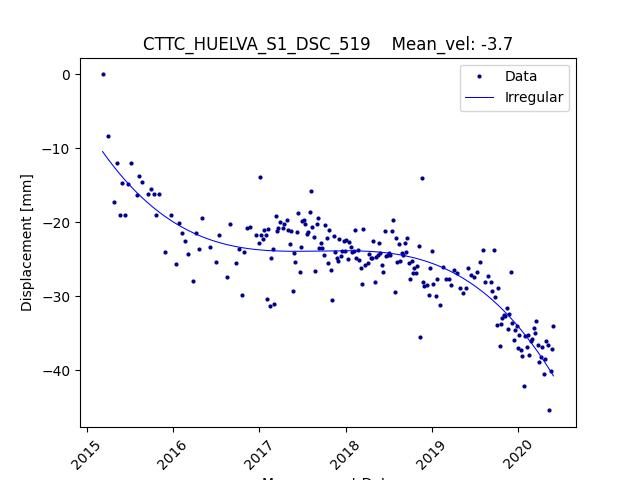 CTTC_HUELVA_S1_DSC_519    Mean_vel: -3.7
Data
Irregular
Displacement [mm]
0
−10
−20
−30
−40
2015
2016
2017
2018
2019
2020